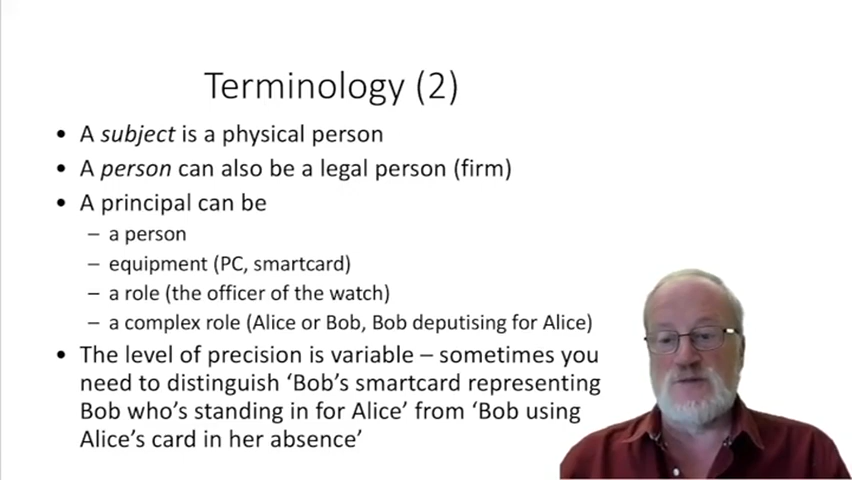 Terminology (2)
• A subject is a physical person
• A person can also be a legal person (firm)
• A principal can be
– a person
– equipment (PC, smartcard)
– a role (the officer of the watch)
– a complex role (Alice or Bob, Bob deputising for Alice)
• The level of precision is variable – sometimes you
need to distinguish ‘Bob’s smartcard representing
Bob who’s standing in for Alice’ from ‘Bob using
Alice’s card in her absence’